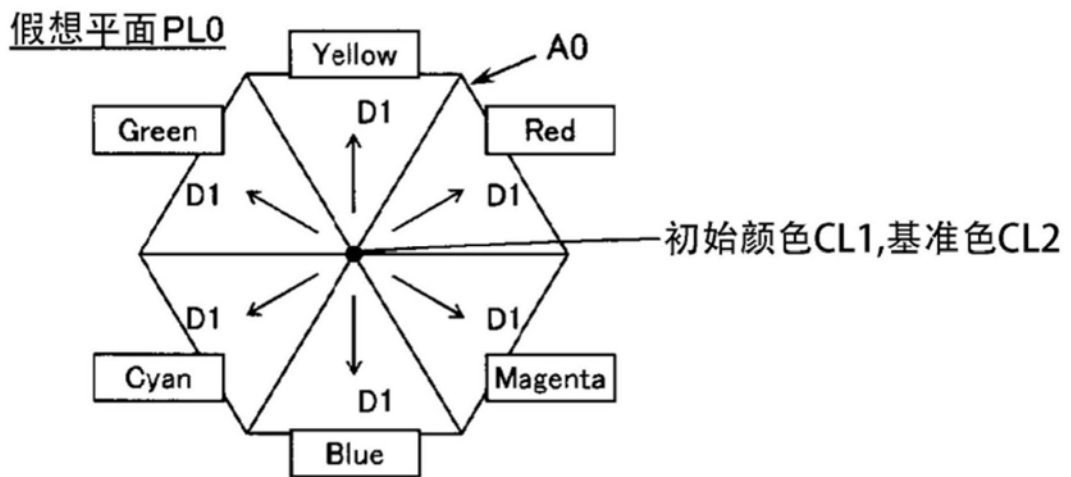 假想平面PL0
Yellow
A0
Green
D1
Red
D1
D1
初始颜色CL1,基准色CL2
D1
D1
Cyan
D1
Magenta
Blue